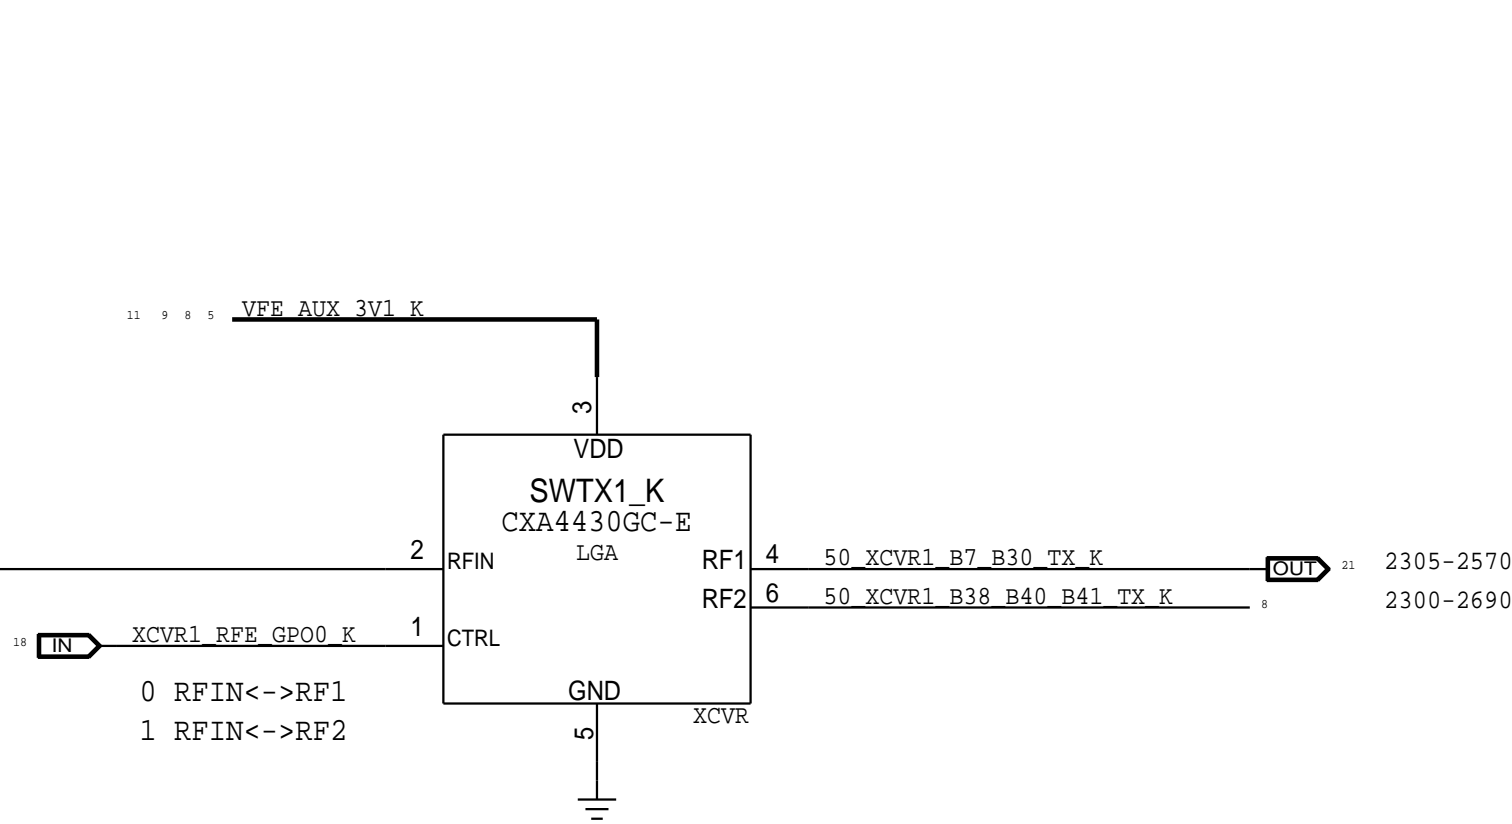 11 9 8 5 VFE_AUX_3V1_K
3
VDD
SWTX1_K
CXA4430GC-E
LGA
2 RFIN
RF1 4 50_XCVR1_B7_B30_TX_K OUT 21 2305-2570
RF2 6 50_XCVR1_B38_B40_B41_TX_K 8 2300-2690
18 IN XCVR1_RFE_GPO0_K 1 CTRL
0 RFIN<->RF1
1 RFIN<->RF2
GND
XCVR
5